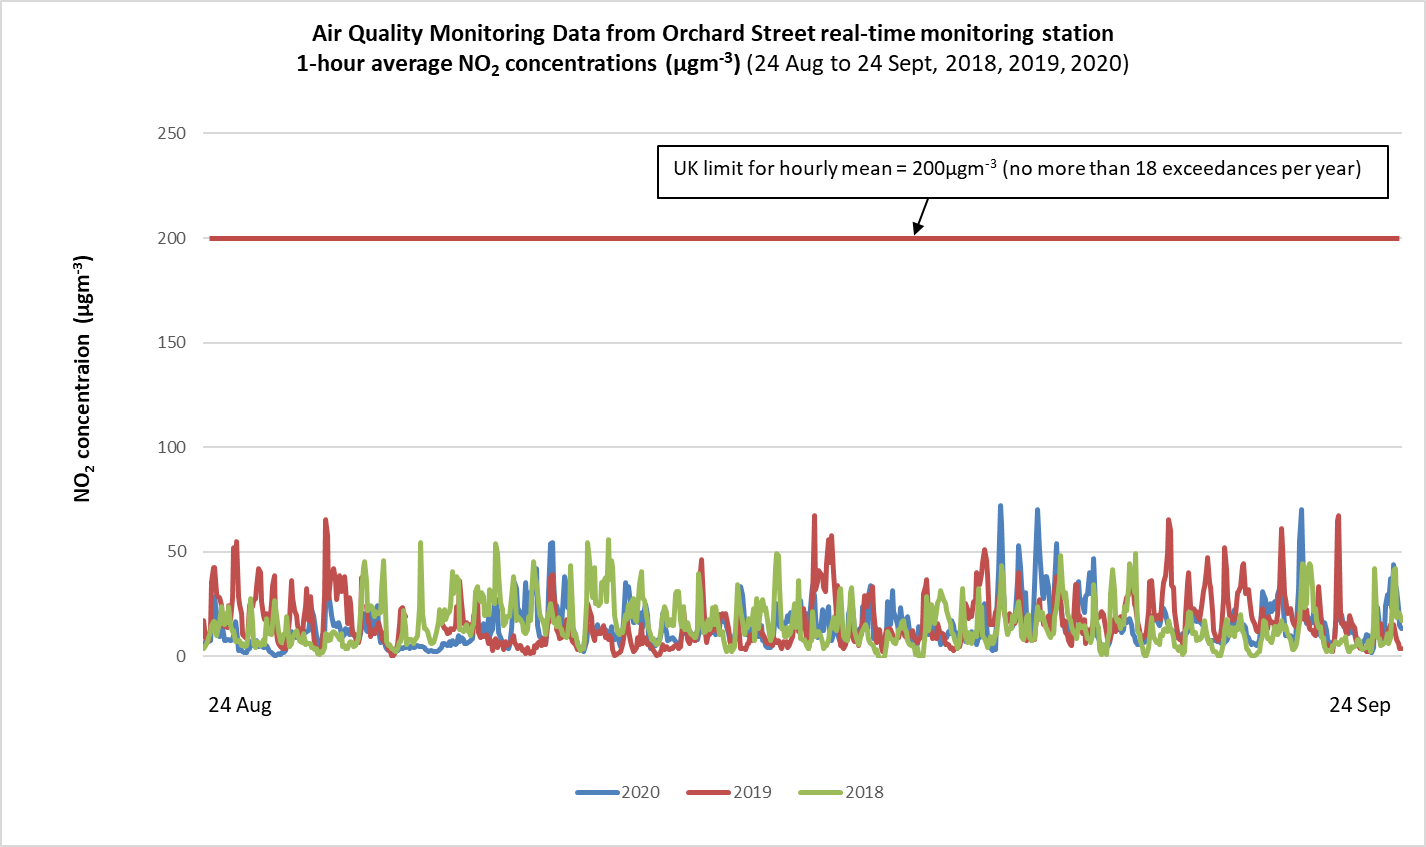 Air Quality Monitoring Data from Orchard Street real-time monitoring station
1-hour average NO₂ concentrations (µgm⁻³) (24 Aug to 24 Sept, 2018, 2019, 2020)
250
UK limit for hourly mean = 200µgm⁻³ (no more than 18 exceedances per year)
200
NO₂ concentraion (µgm⁻³)
150
100
50
0
24 Aug
24 Sep
2020
2019
2018